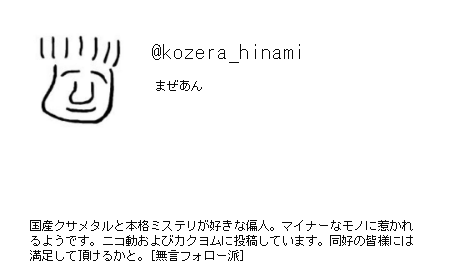 @kozera_hinami
まぜあん
国産クサメタルと本格ミステリが好きな偏人。マイナーなモノに惹かれ
るようです。ニコ動およびカクヨムに投稿しています。同好の皆様には
満足して頂けるかと。[無言フォロー派]